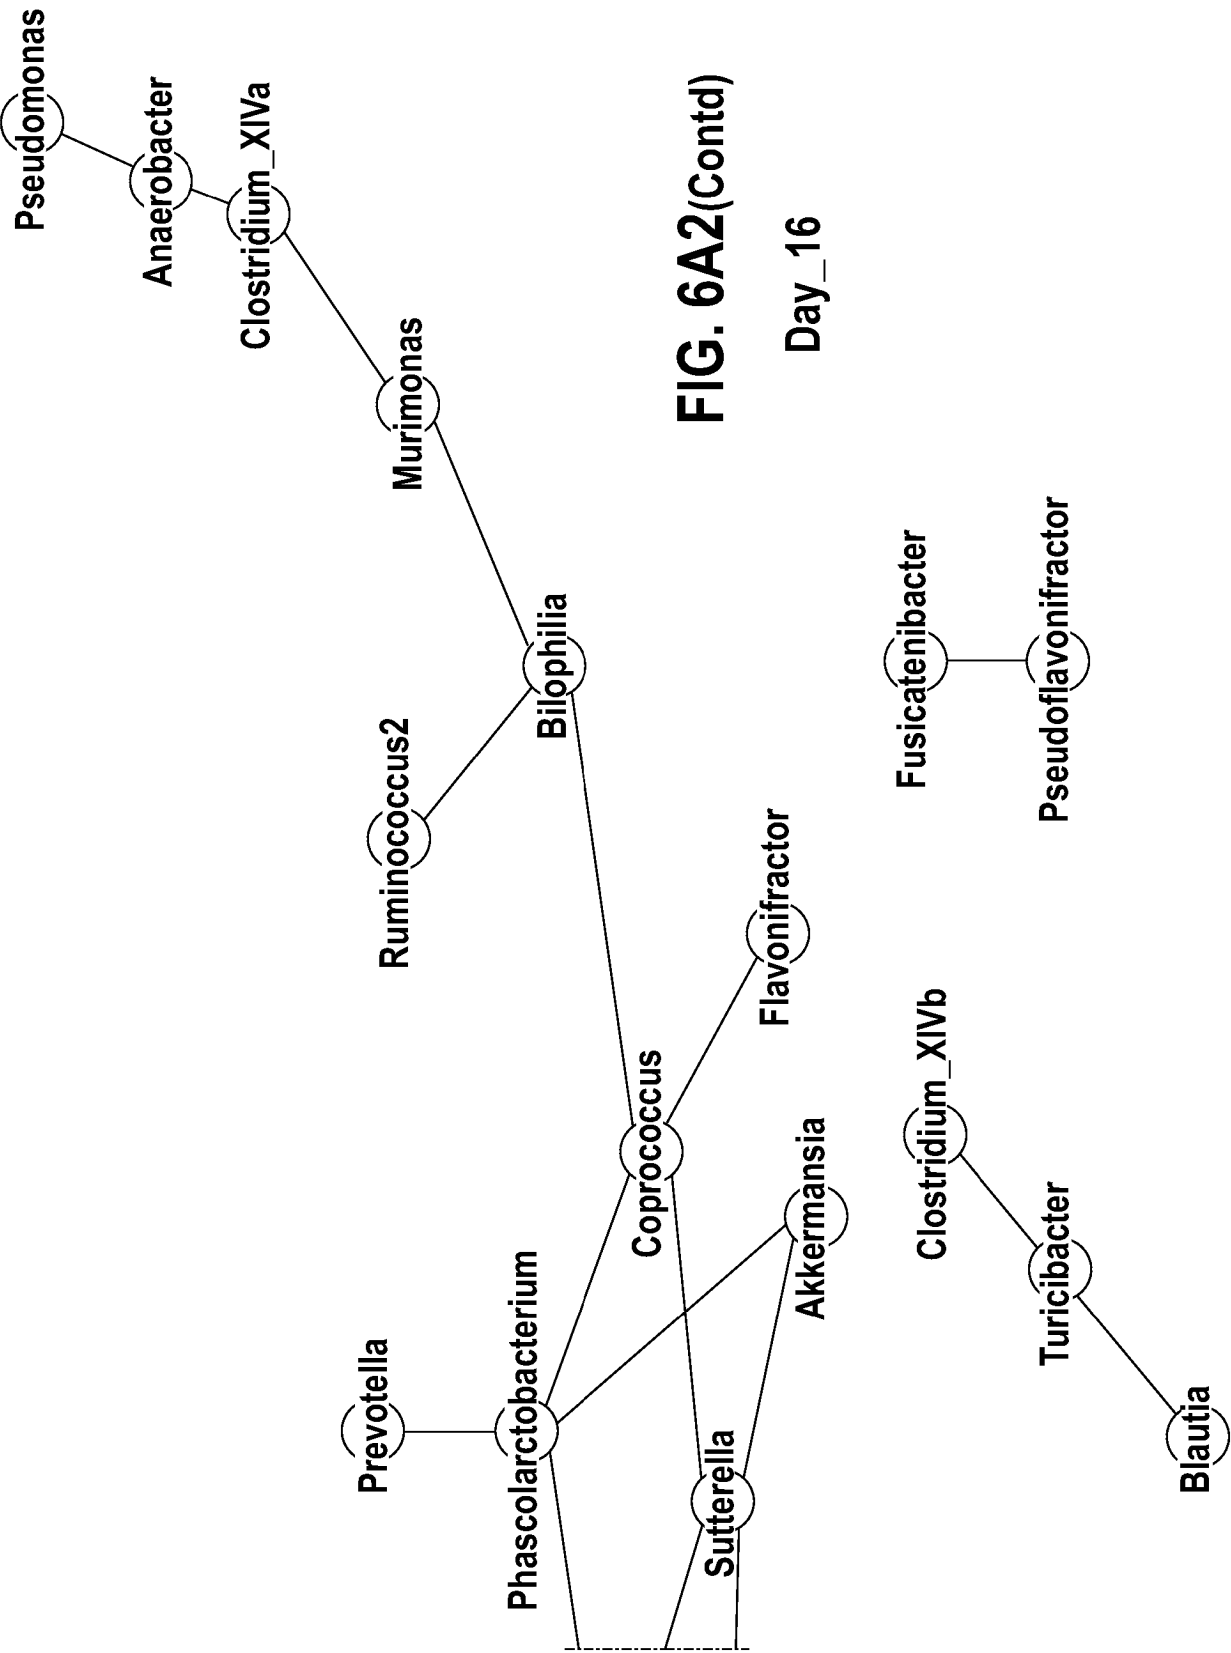 Pseudomonas
Anaerobacter
Clostridium_XIVa
Murimonas
Ruminococcus2
Bilophilia
Prevotella
Phascolarctobacterium
Coprococcus
Sutterella
Flavonifractor
Akkermansia
Fusicatenibacter
Pseudoflavonifractor
Clostridium_XIVb
Turicibacter
Blautia
FIG. 6A2(Contd)
Day_16